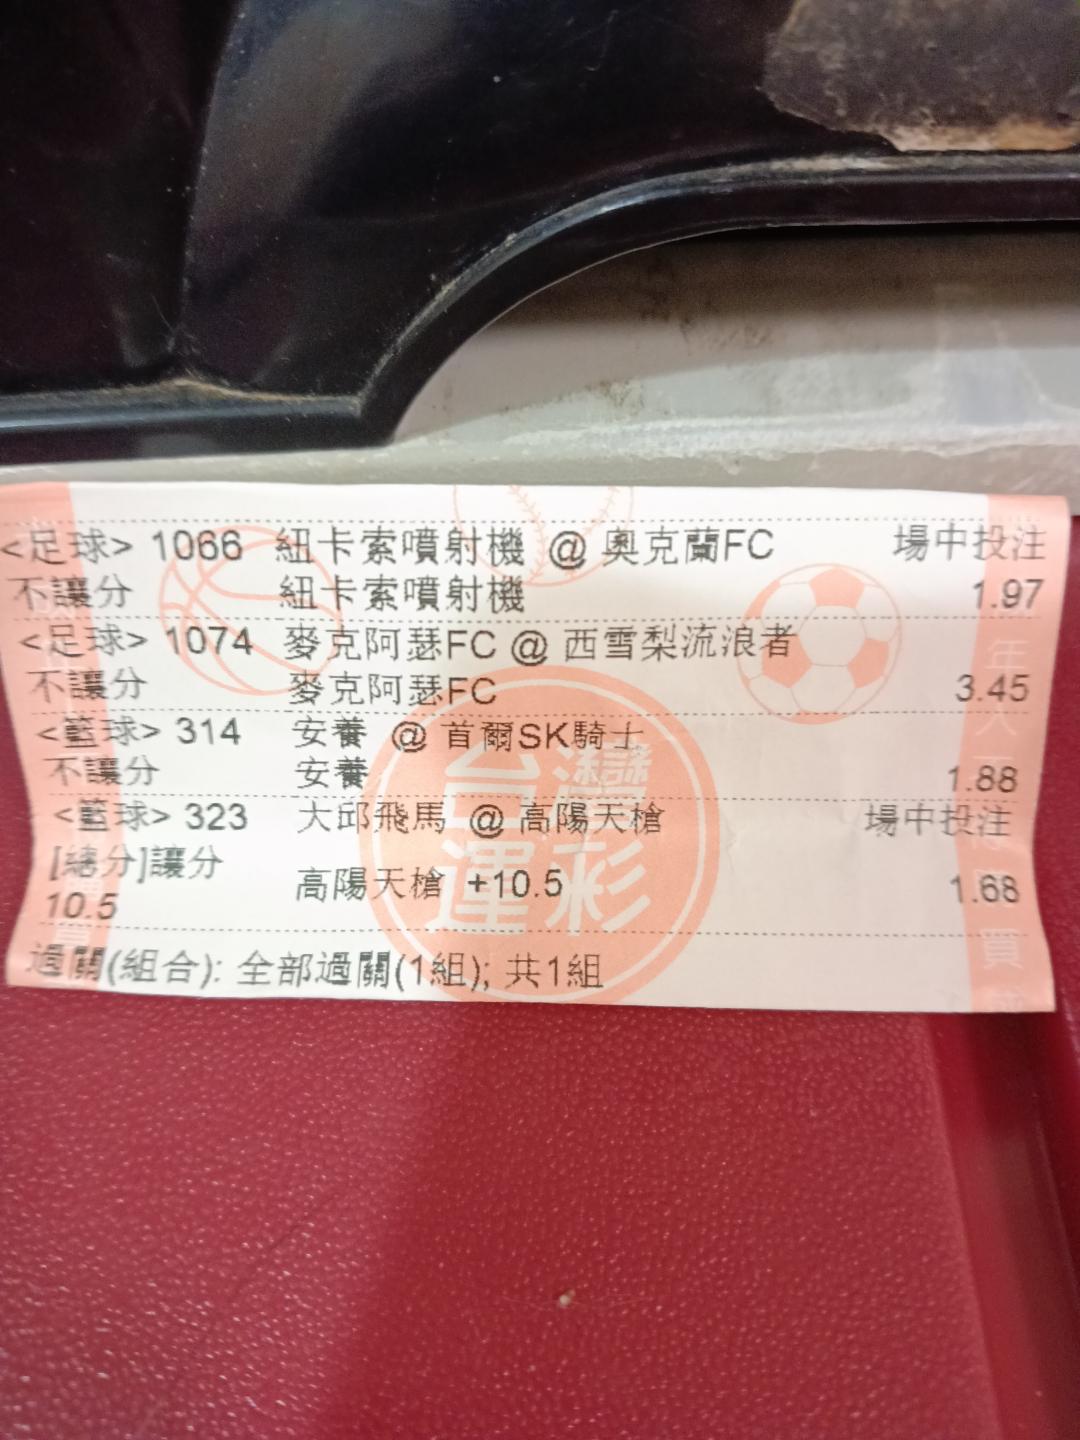 <足球> 1066 紐卡索噴射機 @ 奧克蘭FC 場中投注
不讓分 紐卡索噴射機 1.97
<足球> 1074 麥克阿瑟FC @ 西雪梨流浪者
不讓分 麥克阿瑟FC 3.45
<籃球> 314 安養 @ 首爾SK騎士
不讓分 安養 1.88
<籃球> 323 大邱飛馬 @ 高陽天槍 場中投注
[總分]讓分
10.5 高陽天槍 +10.5 1.68
過關(組合): 全部過關(1組); 共1組
台灣
運彩